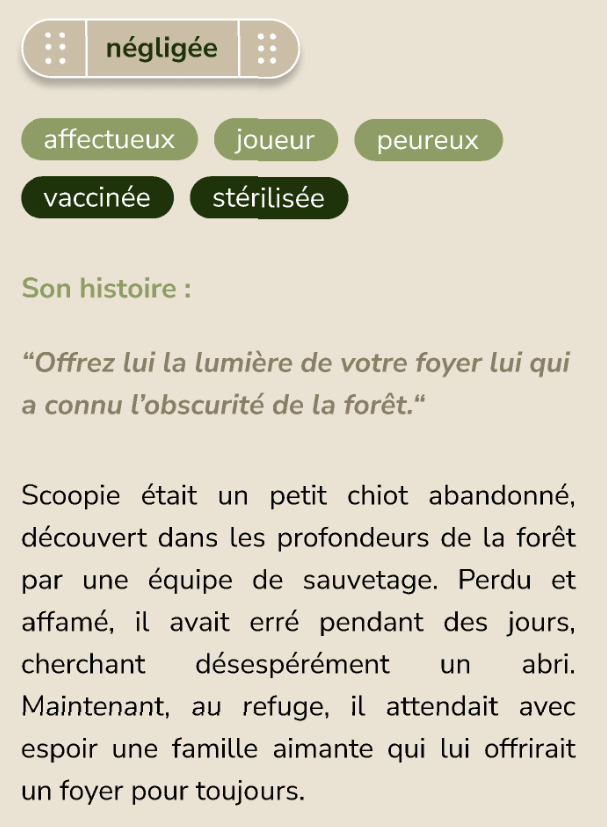 négligée
affectueux joueur peureux
vaccinée stérilisée
Son histoire :
“Offrez lui la lumière de votre foyer lui qui
a connu l’obscurité de la forêt.“
Scoopie était un petit chiot abandonné,
découvert dans les profondeurs de la forêt
par une équipe de sauvetage. Perdu et
affamé, il avait erré pendant des jours,
cherchant désespérément un abri.
Maintenant, au refuge, il attendait avec
espoir une famille aimante qui lui offrirait
un foyer pour toujours.